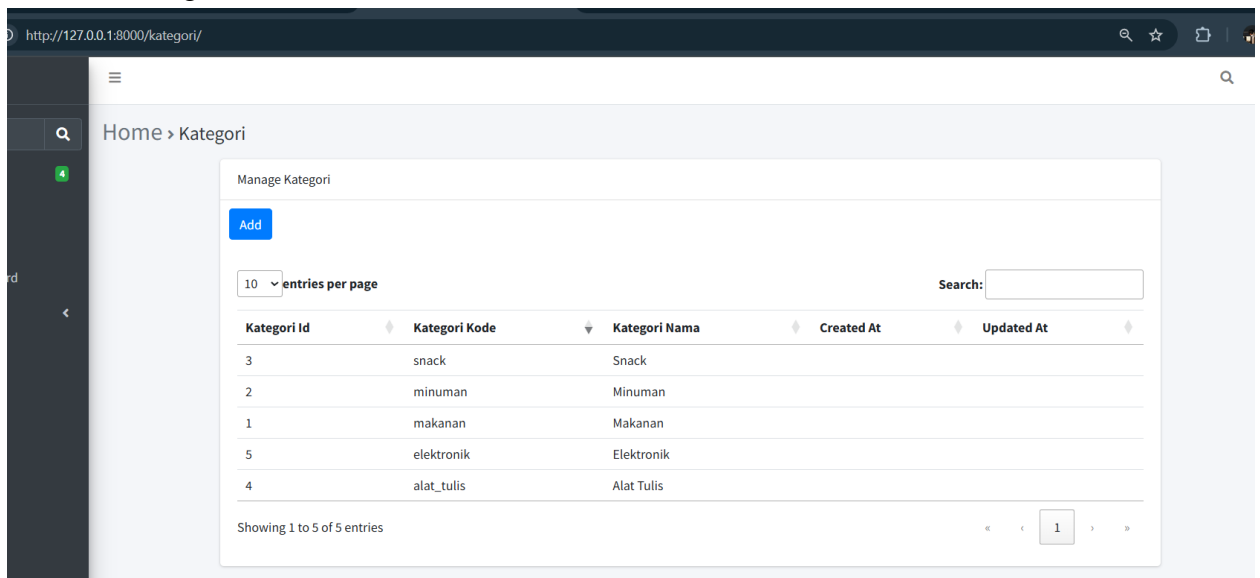 http://127.0.0.1:8000/kategori/
Home › Kategori
4
Manage Kategori
Add
rd
10 entries per page
Search:
Kategori Id Kategori Kode Kategori Nama Created At Updated At
3 snack Snack
2 minuman Minuman
1 makanan Makanan
5 elektronik Elektronik
4 alat_tulis Alat Tulis
Showing 1 to 5 of 5 entries
« ‹ 1 › »